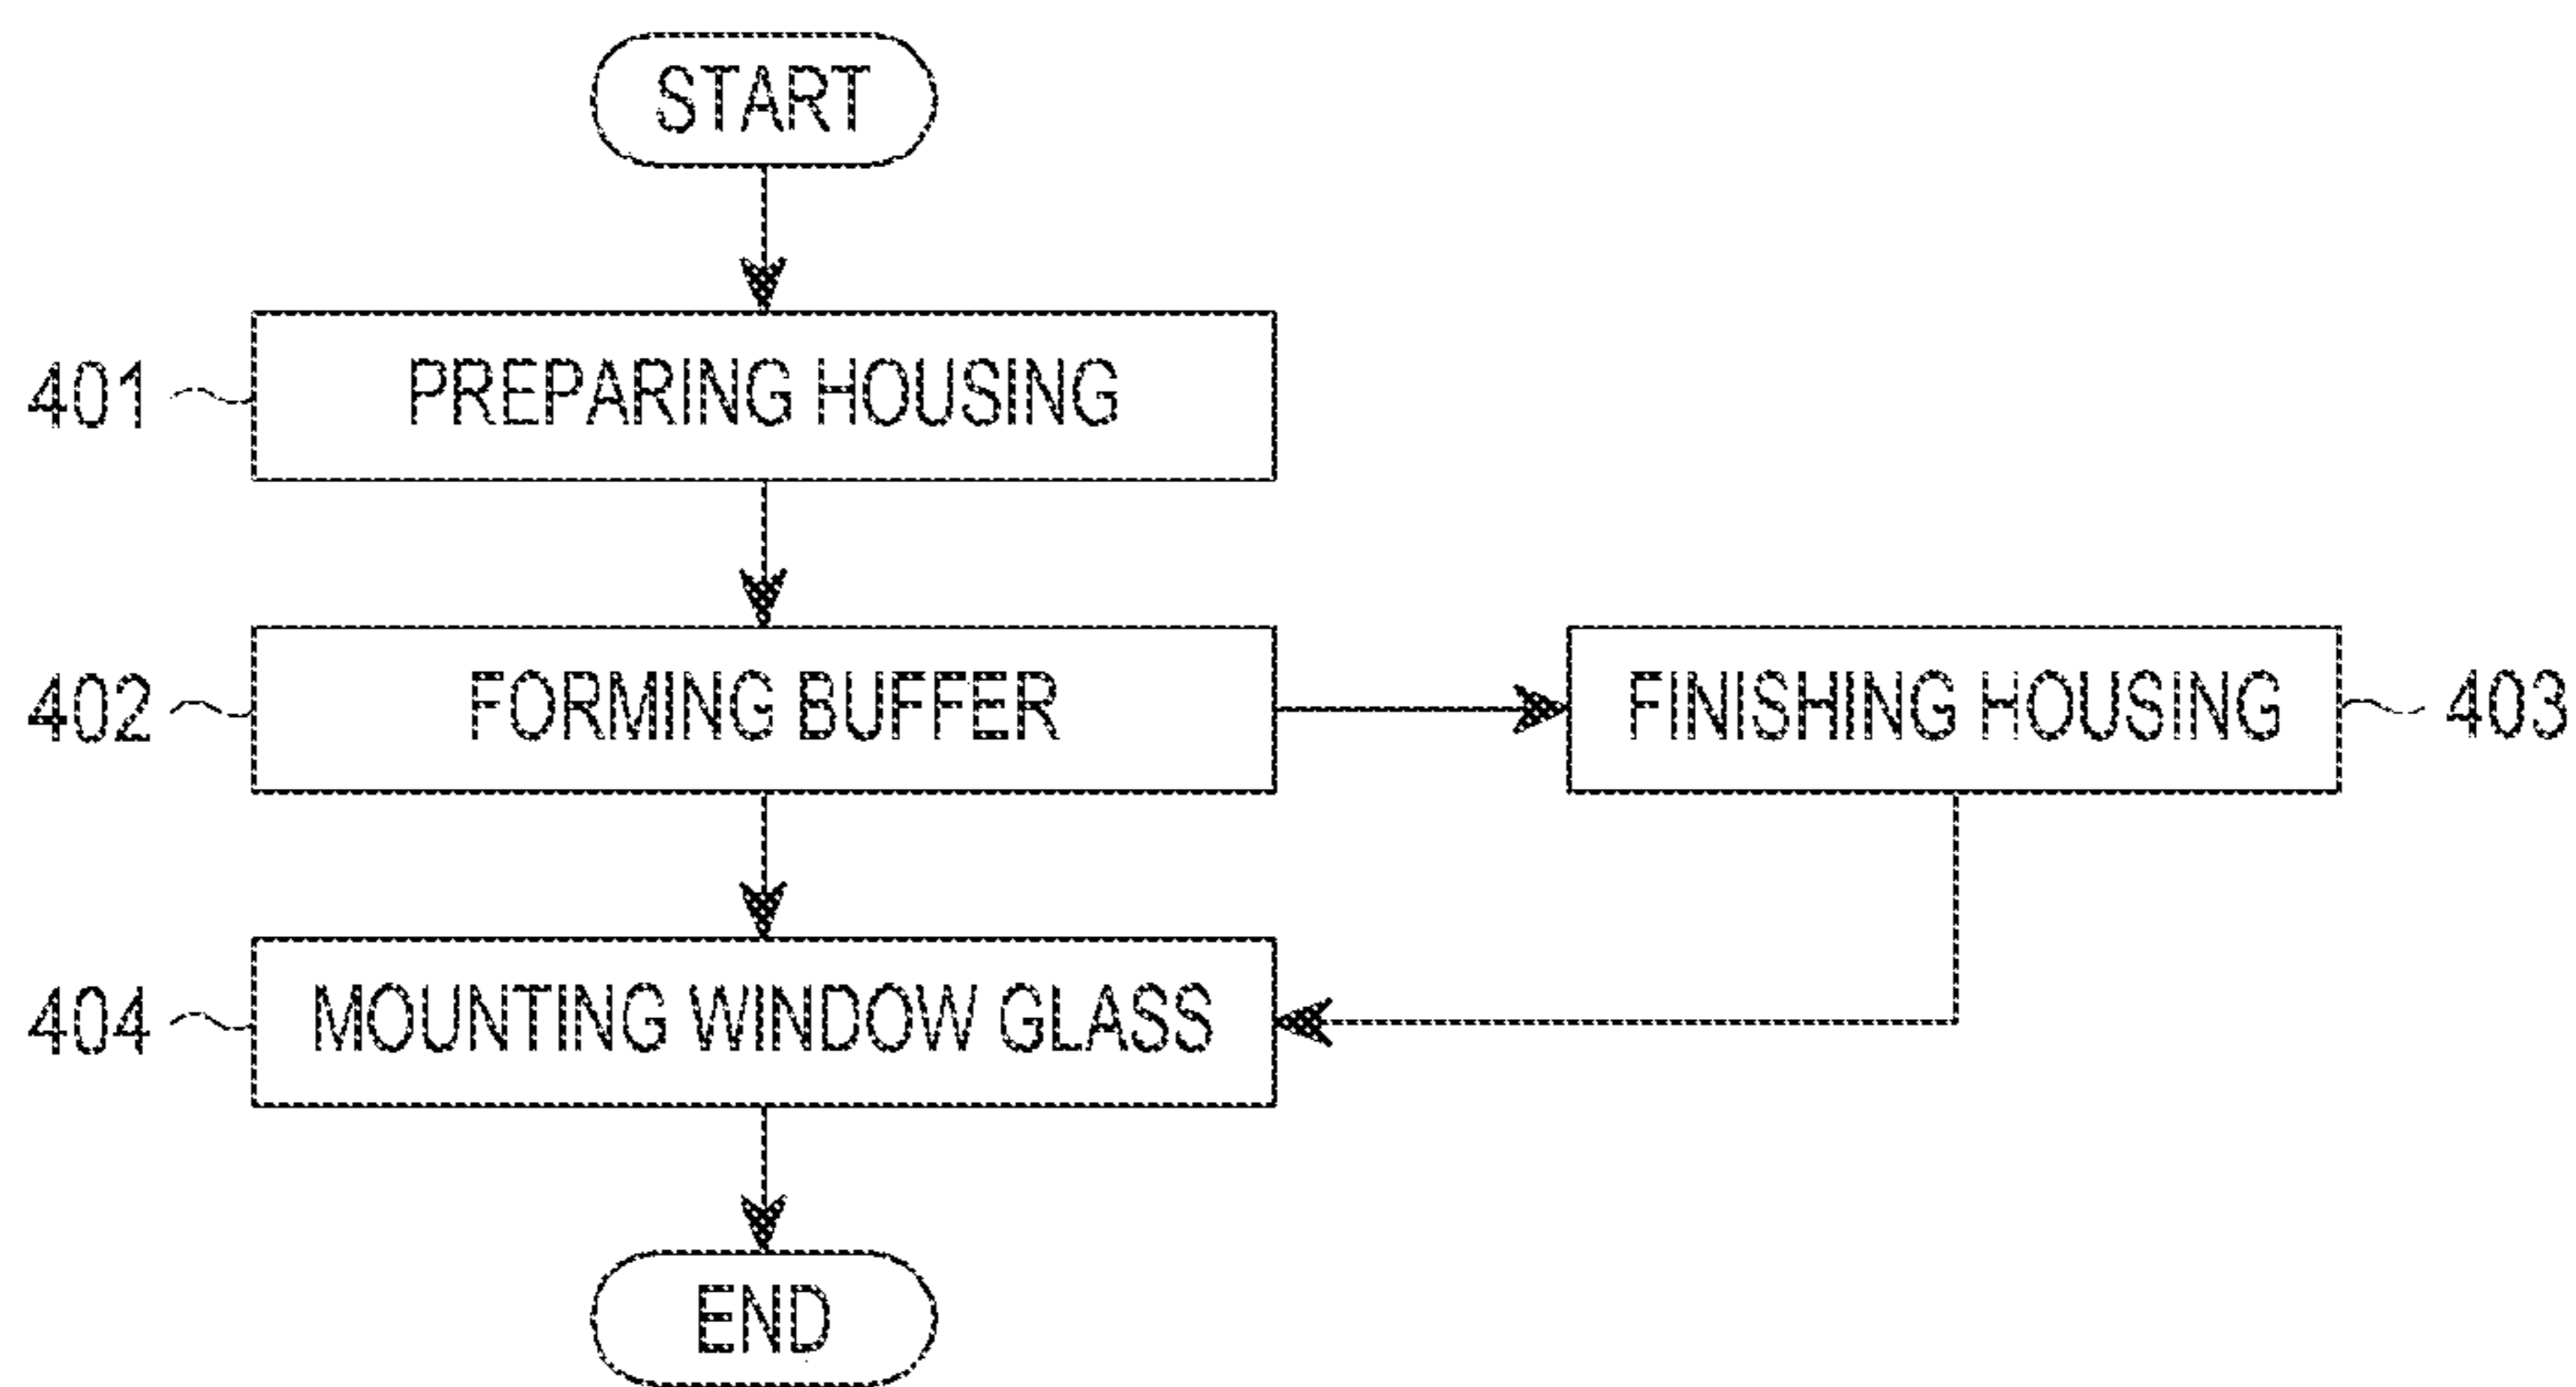 START
401
PREPARING HOUSING
402
FORMING BUFFER
FINISHING HOUSING
403
404
MOUNTING WINDOW GLASS
END